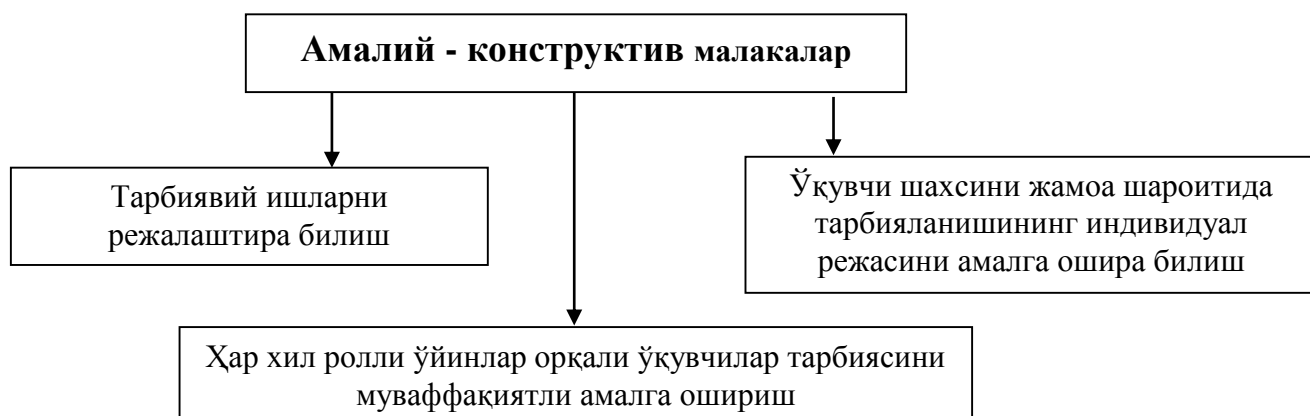 Амалий - конструктив малакалар
Тарбиявий ишларни
режалаштира билиш
Ўқувчи шахсини жамоа шароитида
тарбияланишининг индивидуал
режасини амалга ошира билиш
Ҳар хил ролли ўйинлар орқали ўқувчилар тарбиясини
муваффақиятли амалга ошириш